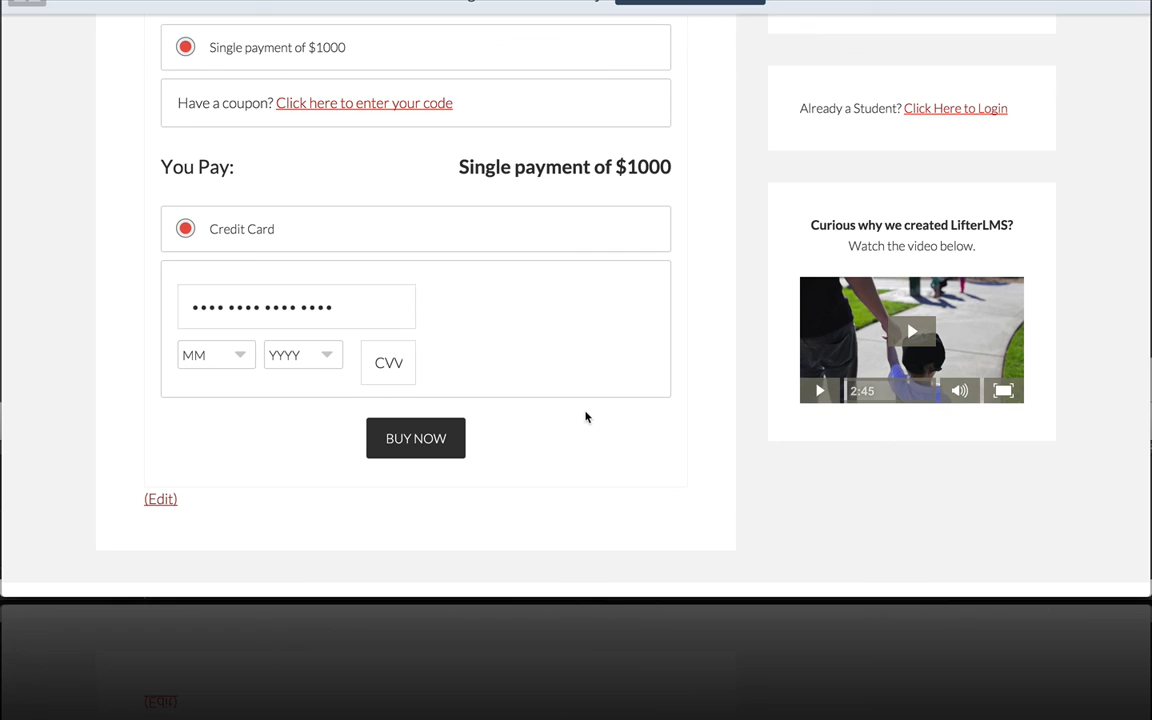 Single payment of $1000
Have a coupon? Click here to enter your code
You Pay: Single payment of $1000
Credit Card
•••• •••• •••• ••••
MM YYYY CVV
BUY NOW
(Edit)
Already a Student? Click Here to Login
Curious why we created LifterLMS?
Watch the video below.
2:45